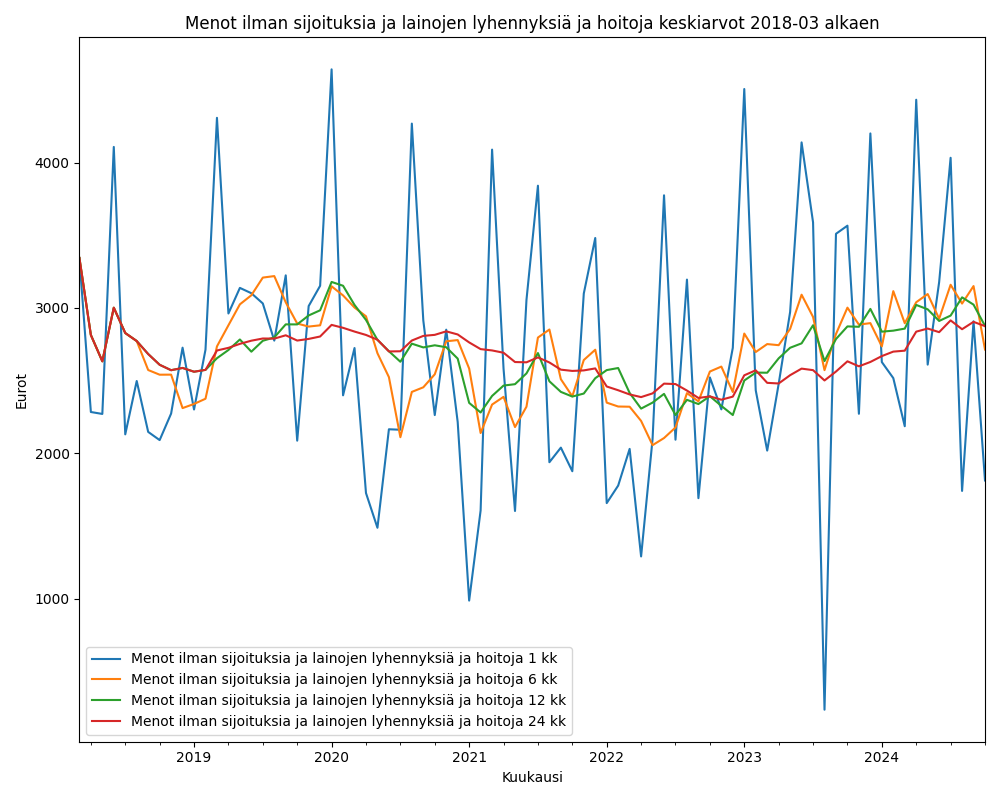 Menot ilman sijoituksia ja lainojen lyhennyksiä ja hoitoja keskiarvot 2018-03 alkaen
Eurot
4000
3000
2000
1000
Menot ilman sijoituksia ja lainojen lyhennyksiä ja hoitoja 1 kk
Menot ilman sijoituksia ja lainojen lyhennyksiä ja hoitoja 6 kk
Menot ilman sijoituksia ja lainojen lyhennyksiä ja hoitoja 12 kk
Menot ilman sijoituksia ja lainojen lyhennyksiä ja hoitoja 24 kk
2019 2020 2021 2022 2023 2024
Kuukausi